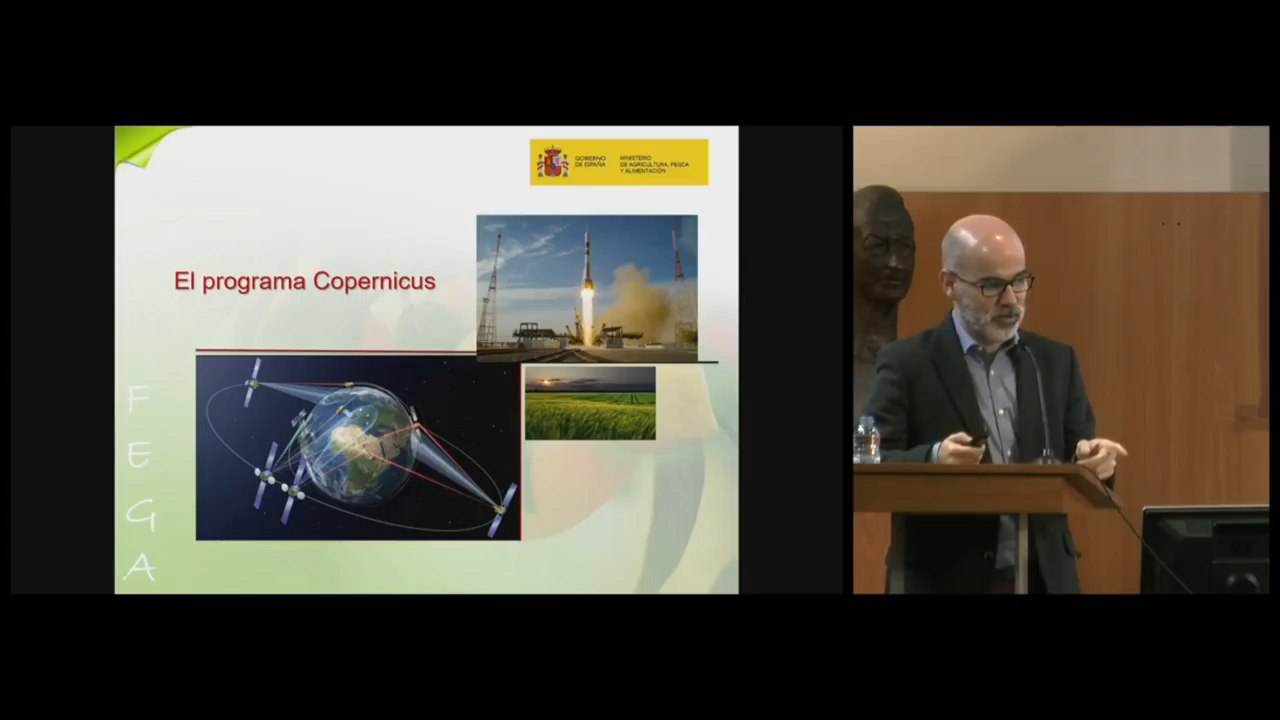 GOBIERNO
DE ESPAÑA
MINISTERIO
DE AGRICULTURA, PESCA
Y ALIMENTACIÓN
El programa Copernicus
F
E
G
A